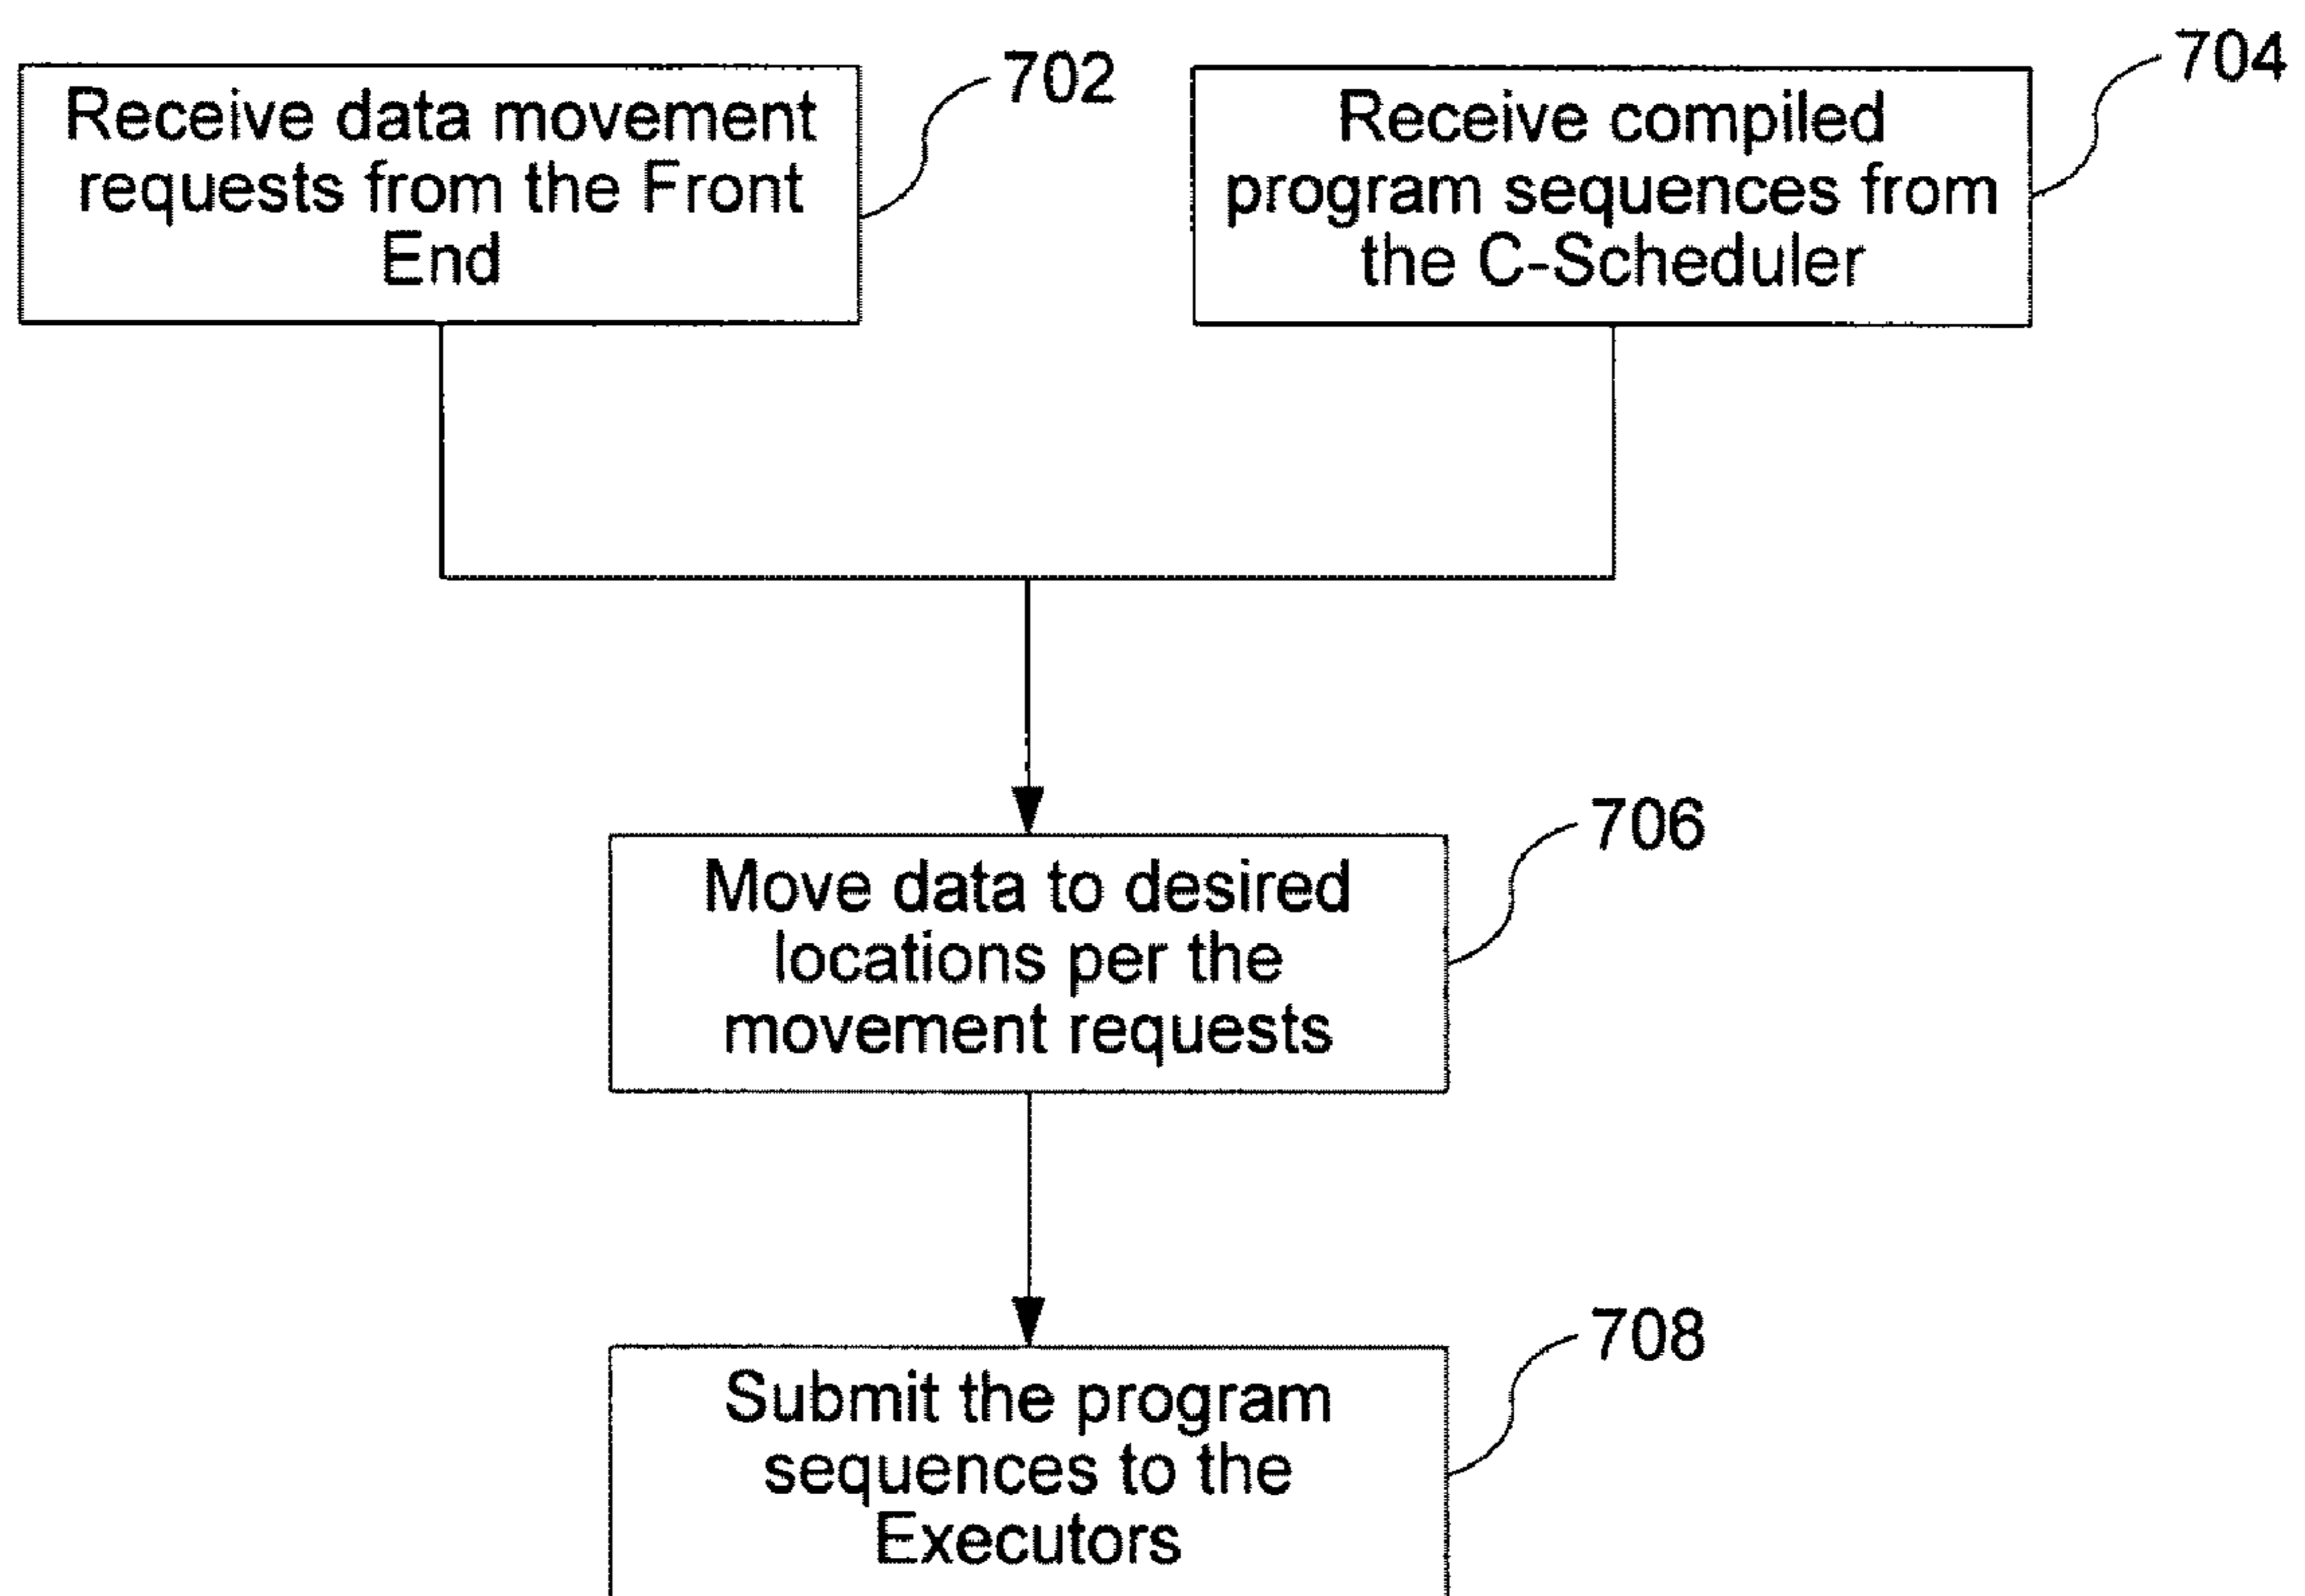 Receive data movement
requests from the Front
End
702
Receive compiled
program sequences from
the C-Scheduler
704
Move data to desired
locations per the
movement requests
706
Submit the program
sequences to the
Executors
708